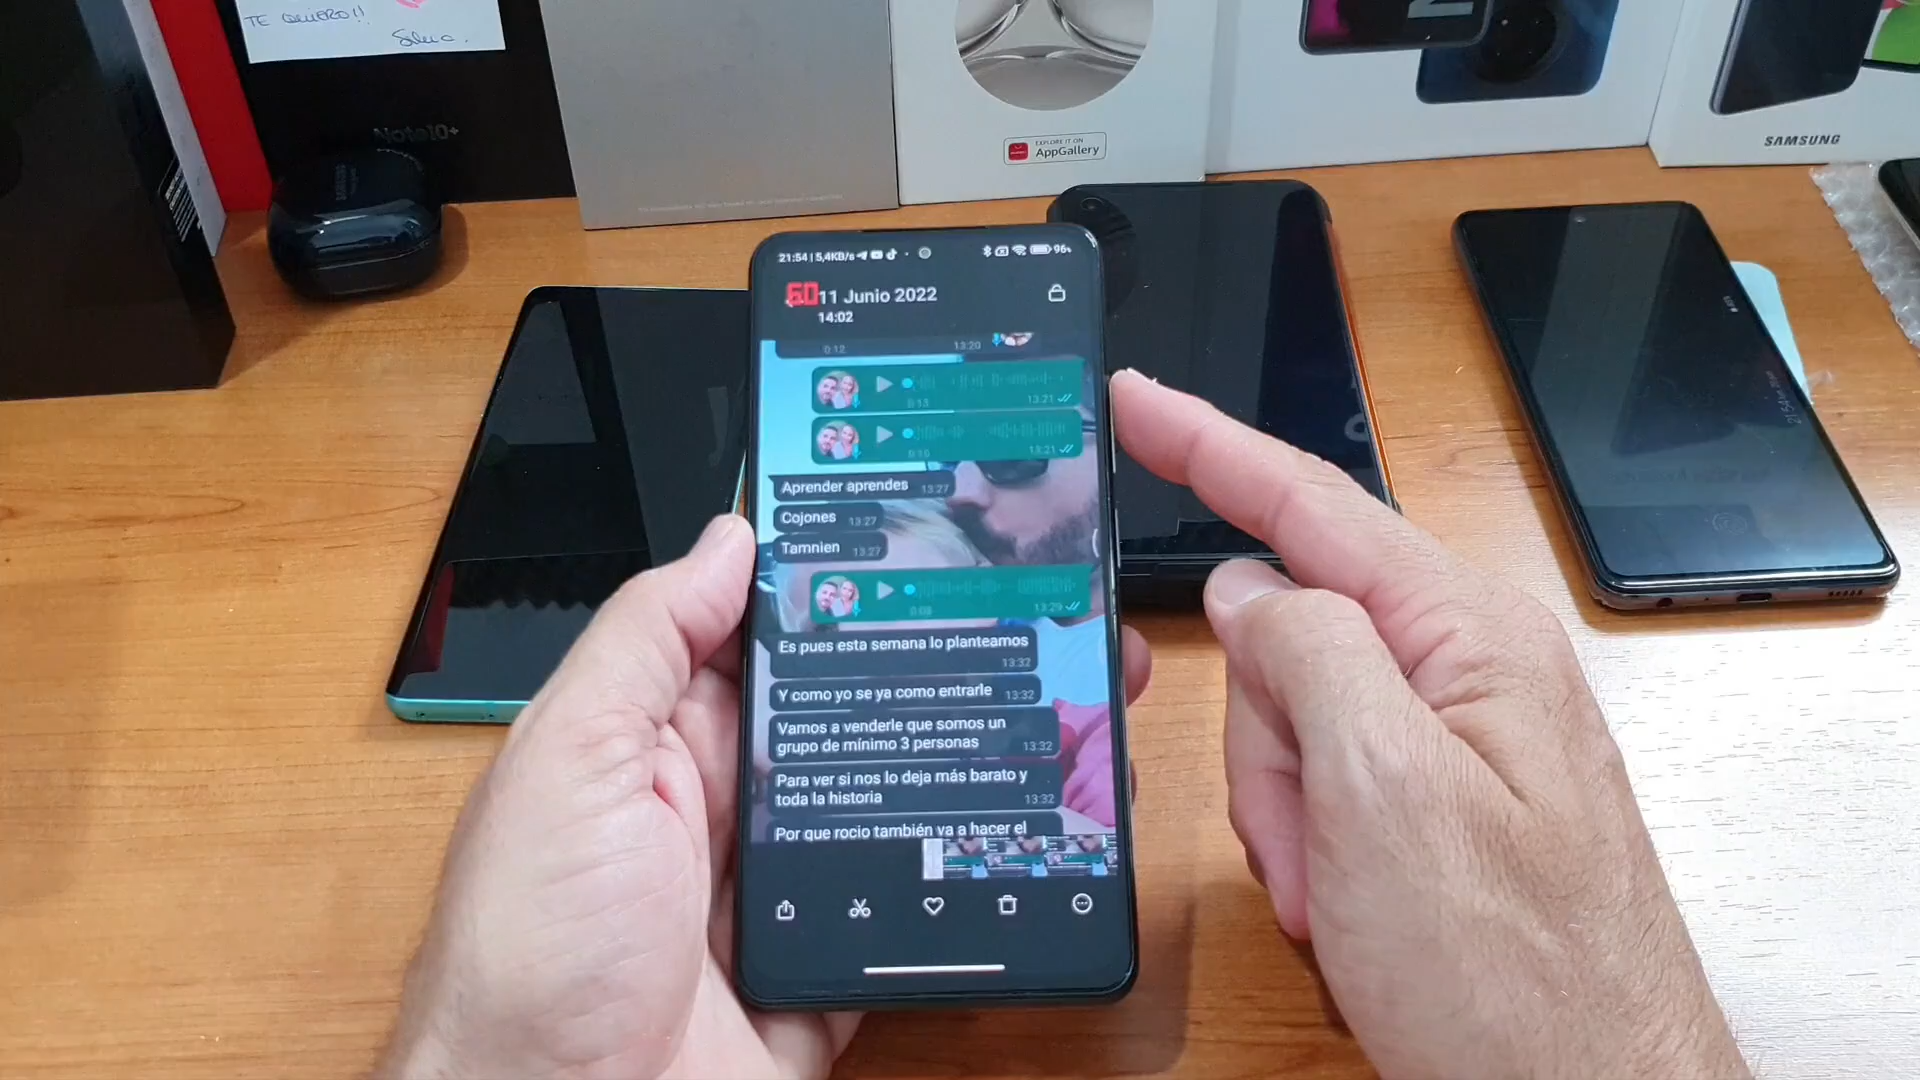 TE QUIERO!!
Silvia.
Note10+
EXPLORE IT ON
AppGallery
SAMSUNG
SAMSUNG
21:54 | 5,4KB/s
96%
60
11 Junio 2022
14:02
0:12
13:20
0:13
13:21
13:21
Aprender aprendes 13:27
Cojones 13:27
Tamnien 13:27
0:08
13:29
Es pues esta semana lo planteamos
13:32
Y como yo se ya como entrarle 13:32
Vamos a venderle que somos un
grupo de mínimo 3 personas 13:32
Para ver si nos lo deja más barato y
toda la historia 13:32
Por que rocio también va a hacer el